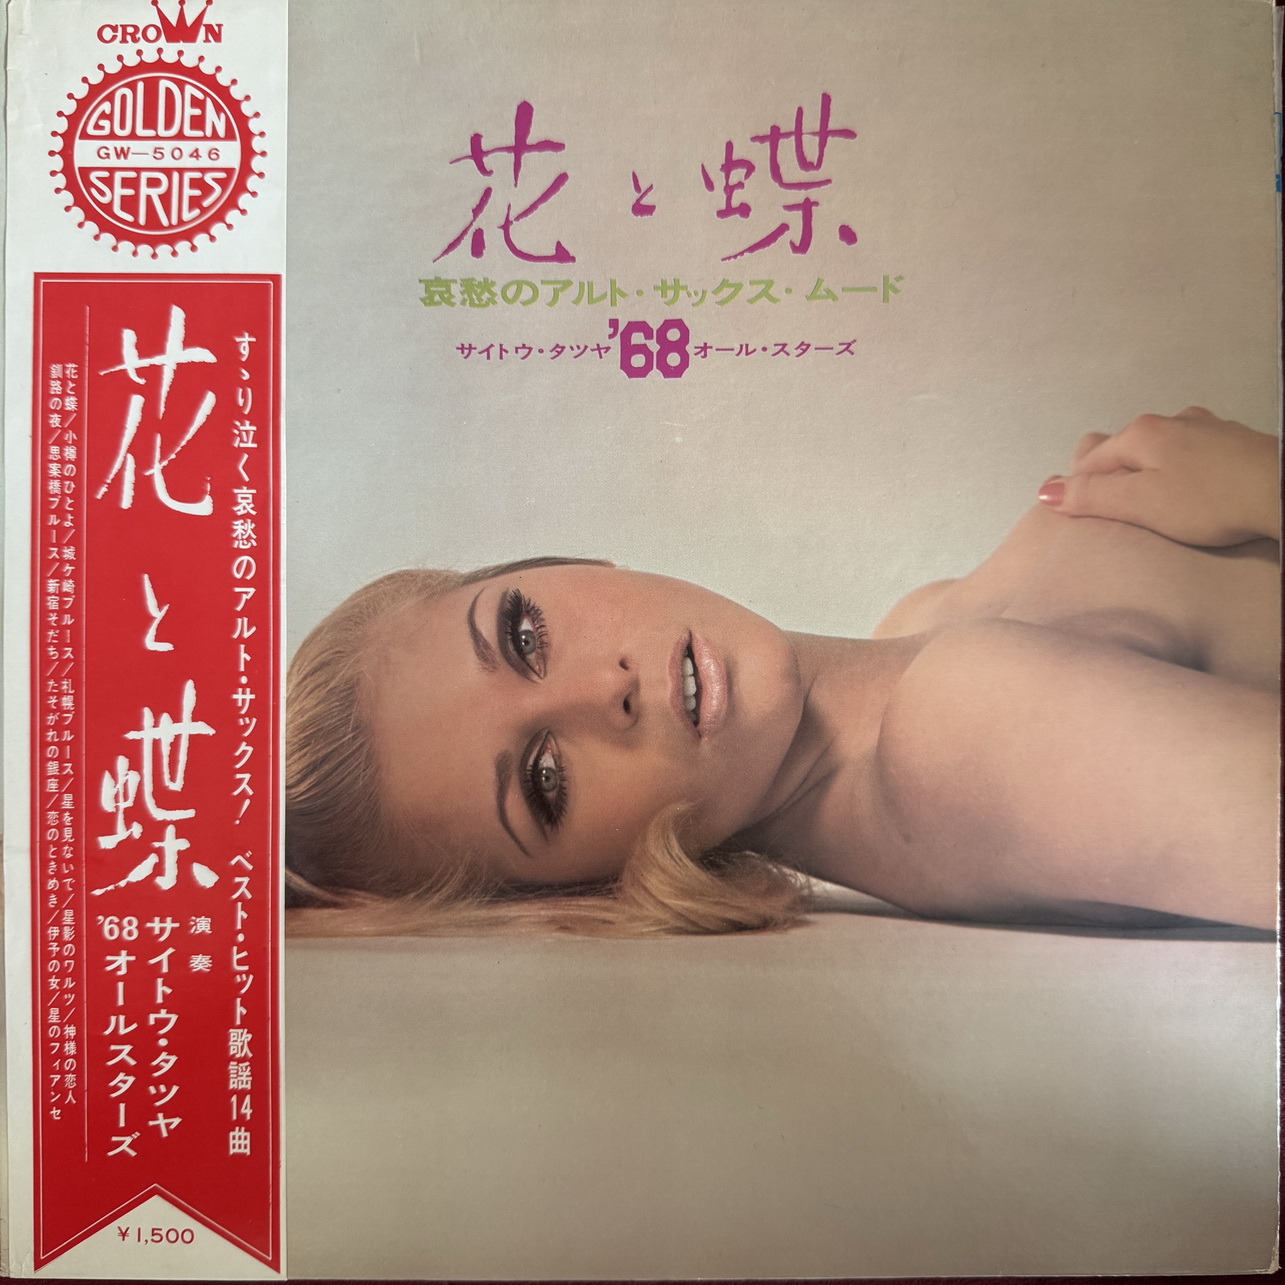 CROWN
GOLDEN
GW-5046
SERIES
花と蝶
哀愁のアルト・サックス・ムード
サイトウ・タツヤ'68オール・スターズ
すゝり泣く哀愁のアルト・サックス! ベスト・ヒット歌謡14曲
花と蝶
演奏
サイトウ・タツヤ
'68オールスターズ
花と蝶/小樽のひとよ/城ケ崎ブルース/札幌ブルース/星を見ないで/星影のワルツ/神様の恋人
釧路の夜/思案橋ブルース/新宿そだち/たそがれの銀座/恋のときめき/伊予の女/星のフィアンセ
¥1,500